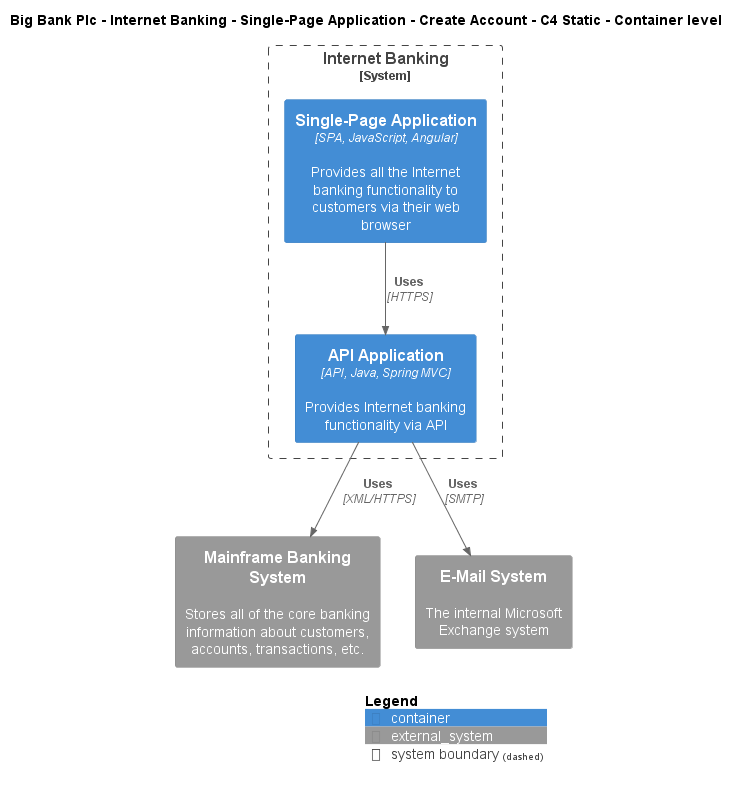 Big Bank Plc - Internet Banking - Single-Page Application - Create Account - C4 Static - Container level
Internet Banking
[System]
Single-Page Application
[SPA, JavaScript, Angular]
Provides all the Internet
banking functionality to
customers via their web
browser
Uses
[HTTPS]
API Application
[API, Java, Spring MVC]
Provides Internet banking
functionality via API
Uses
[XML/HTTPS]
Uses
[SMTP]
Mainframe Banking
System
Stores all of the core banking
information about customers,
accounts, transactions, etc.
E-Mail System
The internal Microsoft
Exchange system
Legend
container
external_system
system boundary (dashed)